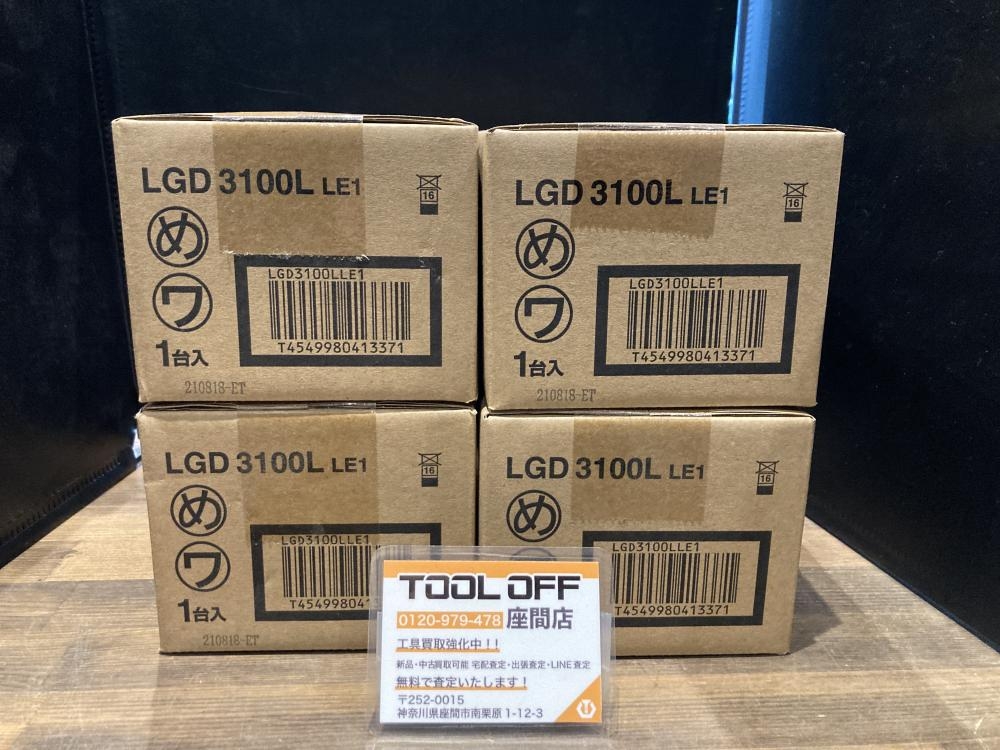 LGD 3100L LE1
16
め
ワ
LGD3100LLE1
T4549980413371
1台入
210818-ET
LGD 3100L LE1
16
め
ワ
LGD3100LLE1
T4549980413371
1台入
210818-ET
LGD 3100L LE1
16
め
ワ
LGD3100LLE1
T45499804
1台入
210818-ET
LGD 3100L LE1
16
め
LGD3100LLE1
T4549980413371
TOOL OFF
0120-979-478 座間店
工具買取強化中！！
新品・中古買取可能 宅配査定・出張査定・LINE査定
無料で査定いたします！
〒252-0015
神奈川県座間市南栗原1-12-3